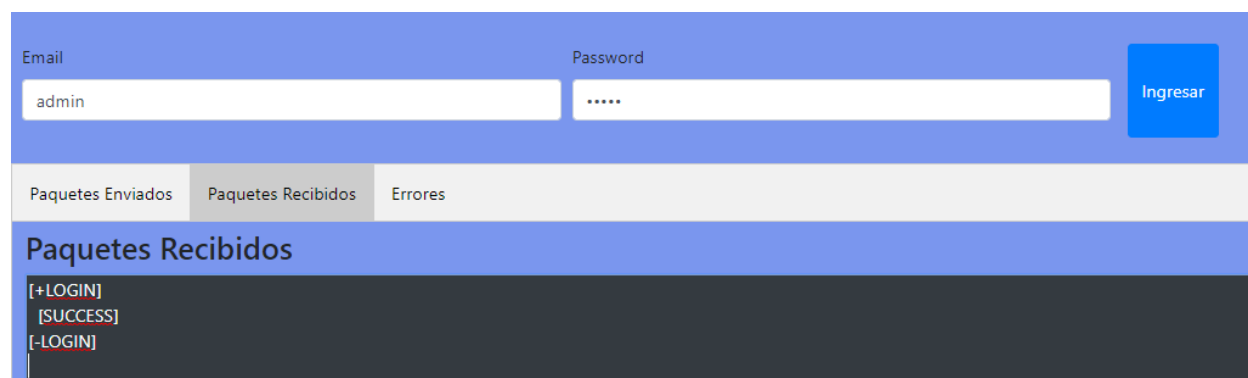 Email
Password
admin
•••••
Ingresar
Paquetes Enviados
Paquetes Recibidos
Errores
Paquetes Recibidos
[+LOGIN]
[SUCCESS]
[-LOGIN]